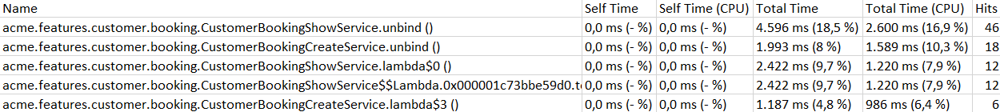 Name Self Time Self Time (CPU) Total Time Total Time (CPU) Hits
acme.features.customer.booking.CustomerBookingShowService.unbind () 0,0 ms (- %) 0,0 ms (- %) 4.596 ms (18,5 %) 2.600 ms (16,9 %) 46
acme.features.customer.booking.CustomerBookingCreateService.unbind () 0,0 ms (- %) 0,0 ms (- %) 1.993 ms (8 %) 1.589 ms (10,3 %) 18
acme.features.customer.booking.CustomerBookingShowService.lambda$0 () 0,0 ms (- %) 0,0 ms (- %) 2.422 ms (9,7 %) 1.220 ms (7,9 %) 12
acme.features.customer.booking.CustomerBookingShowService$$Lambda.0x000001c73bbe59d0.t 0,0 ms (- %) 0,0 ms (- %) 2.422 ms (9,7 %) 1.220 ms (7,9 %) 12
acme.features.customer.booking.CustomerBookingCreateService.lambda$3 () 0,0 ms (- %) 0,0 ms (- %) 1.187 ms (4,8 %) 986 ms (6,4 %) 6